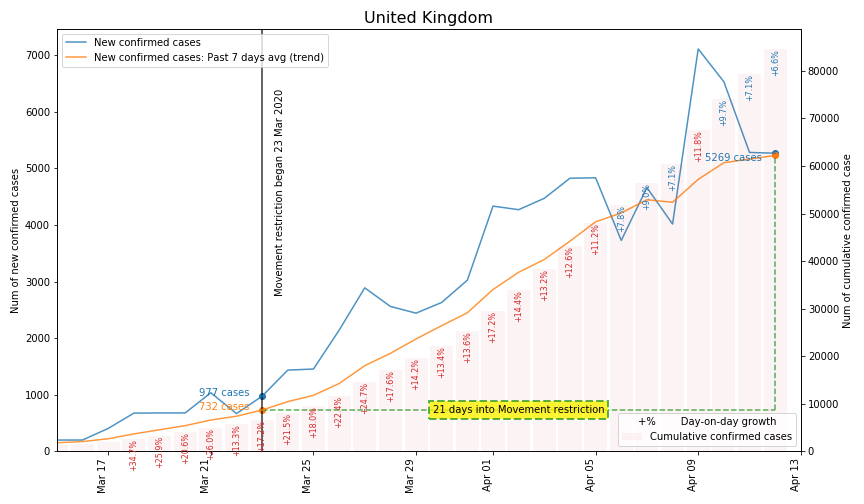 United Kingdom
New confirmed cases
New confirmed cases: Past 7 days avg (trend)
Num of new confirmed cases
7000
6000
5000
4000
3000
2000
1000
0
Num of cumulative confirmed case
80000
70000
60000
50000
40000
30000
20000
10000
0
Movement restriction began 23 Mar 2020
977 cases
732 cases
5269 cases
21 days into Movement restriction
+34.7%
+25.9%
+20.6%
+26.0%
+13.3%
+17.2%
+21.5%
+18.0%
+22.4%
+24.7%
+17.6%
+14.2%
+13.4%
+13.6%
+17.2%
+14.4%
+13.2%
+12.6%
+11.2%
+7.8%
+9.0%
+7.1%
+11.8%
+9.7%
+7.1%
+6.6%
+% Day-on-day growth
Cumulative confirmed cases
Mar 17
Mar 21
Mar 25
Mar 29
Apr 01
Apr 05
Apr 09
Apr 13